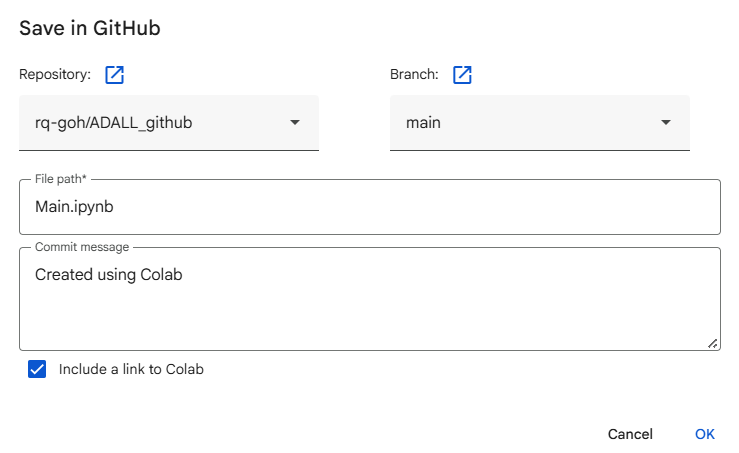 Save in GitHub
Repository:
Branch:
rq-goh/ADALL_github
main
File path*
Main.ipynb
Commit message
Created using Colab
Include a link to Colab
Cancel
OK